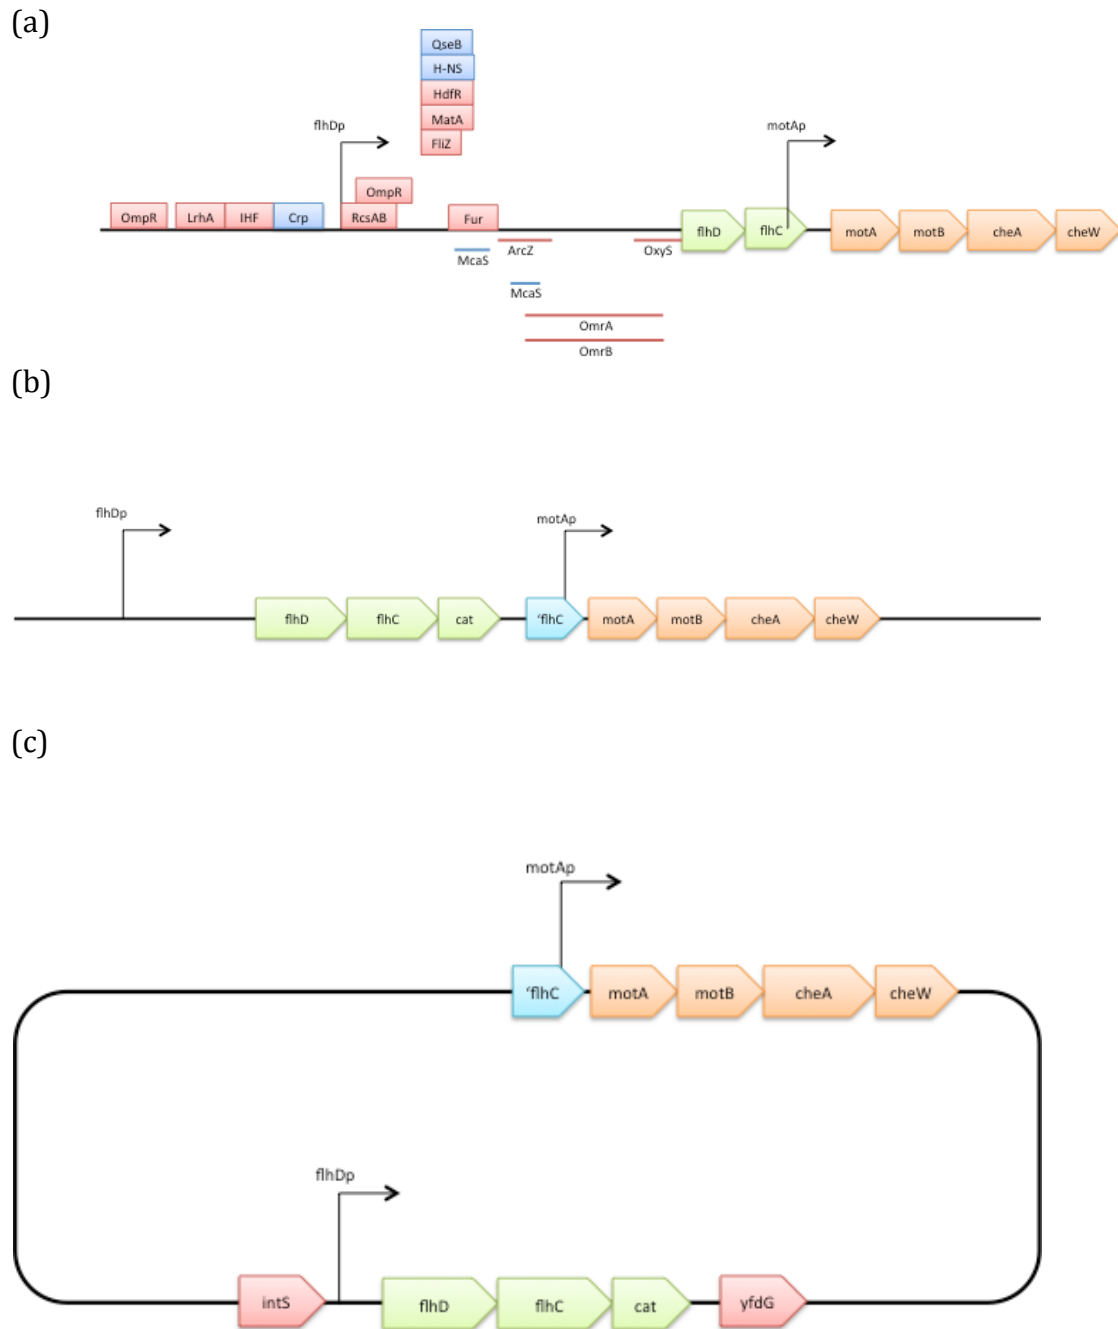 (a)
QseB
H-NS
HdfR
MatA
FliZ
flhDp
motAp
OmpR
OmpR LrhA IHF Crp RcsAB Fur
flhD flhC motA motB cheA cheW
McaS ArcZ OxyS
McaS
OmrA
OmrB
(b)
flhDp
motAp
flhD flhC cat 'flhC motA motB cheA cheW
(c)
motAp
'flhC motA motB cheA cheW
flhDp
intS flhD flhC cat yfdG